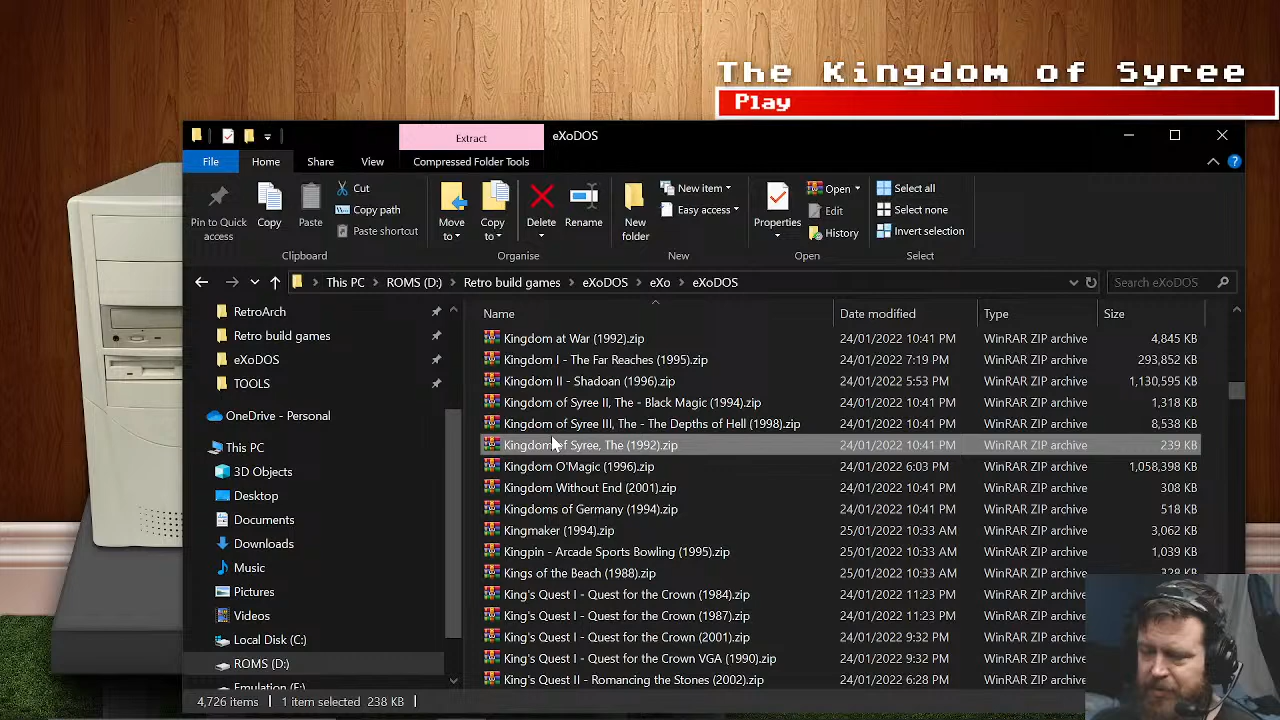 The Kingdom of Syree
Play
Extract
eXoDOS
File
Home
Share
View
Compressed Folder Tools
Pin to Quick access
Copy
Paste
Cut
Copy path
Paste shortcut
Clipboard
Move to
Copy to
Delete
Rename
Organise
New folder
New item
Easy access
New
Properties
Open
Edit
History
Open
Select all
Select none
Invert selection
Select
This PC
ROMS (D:)
Retro build games
eXoDOS
eXo
eXoDOS
Search eXoDOS
RetroArch
Retro build games
eXoDOS
TOOLS
OneDrive - Personal
This PC
3D Objects
Desktop
Documents
Downloads
Music
Pictures
Videos
Local Disk (C:)
ROMS (D:)
Emulation (E:)
Name Date modified Type Size
Kingdom at War (1992).zip 24/01/2022 10:41 PM WinRAR ZIP archive 4,845 KB
Kingdom I - The Far Reaches (1995).zip 24/01/2022 7:19 PM WinRAR ZIP archive 293,852 KB
Kingdom II - Shadoan (1996).zip 24/01/2022 5:53 PM WinRAR ZIP archive 1,130,595 KB
Kingdom of Syree II, The - Black Magic (1994).zip 24/01/2022 10:41 PM WinRAR ZIP archive 1,318 KB
Kingdom of Syree III, The - The Depths of Hell (1998).zip 24/01/2022 10:41 PM WinRAR ZIP archive 8,538 KB
Kingdom of Syree, The (1992).zip 24/01/2022 10:41 PM WinRAR ZIP archive 239 KB
Kingdom O'Magic (1996).zip 24/01/2022 6:03 PM WinRAR ZIP archive 1,058,398 KB
Kingdom Without End (2001).zip 24/01/2022 10:41 PM WinRAR ZIP archive 308 KB
Kingdoms of Germany (1994).zip 24/01/2022 10:41 PM WinRAR ZIP archive 518 KB
Kingmaker (1994).zip 25/01/2022 10:33 AM WinRAR ZIP archive 3,062 KB
Kingpin - Arcade Sports Bowling (1995).zip 25/01/2022 10:33 AM WinRAR ZIP archive 1,039 KB
Kings of the Beach (1988).zip 25/01/2022 10:33 AM WinRAR ZIP archive 328 KB
King's Quest I - Quest for the Crown (1984).zip 24/01/2022 11:23 PM WinRAR ZIP archive
King's Quest I - Quest for the Crown (1987).zip 24/01/2022 11:23 PM WinRAR ZIP archive
King's Quest I - Quest for the Crown (2001).zip 24/01/2022 9:32 PM WinRAR ZIP archive
King's Quest I - Quest for the Crown VGA (1990).zip 24/01/2022 9:32 PM WinRAR ZIP archive
King's Quest II - Romancing the Stones (2002).zip 24/01/2022 6:28 PM WinRAR ZIP archive
4,726 items 1 item selected 238 KB